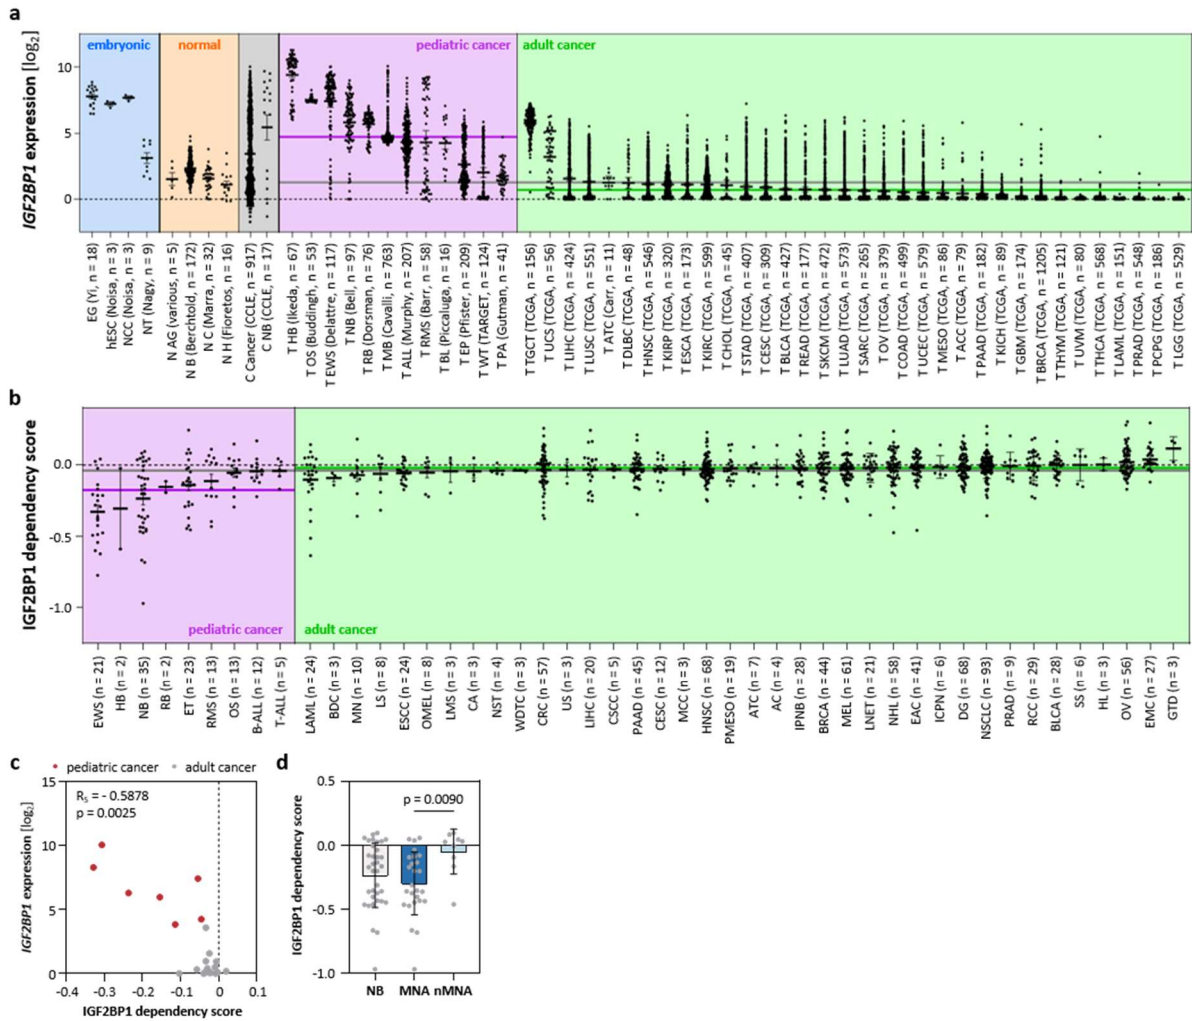 a
embryonic normal pediatric cancer adult cancer
IGF2BP1 expression [log2]
10
5
0
EG (Yi, n = 18)
hESC (Noisa, n = 3)
NCC (Noisa, n = 3)
NT (Nagy, n = 9)
N AG (various, n = 5)
N B (Berchtold, n = 172)
N C (Marra, n = 32)
N H (Fioretos, n = 16)
C Cancer (CCLE, n = 917)
C NB (CCLE, n = 17)
T HB (Ikeda, n = 67)
T OS (Buddingh, n = 53)
T EWS (Delattre, n = 117)
T NB (Bell, n = 97)
T RB (Dorsman, n = 76)
T MB (Cavalli, n = 763)
T ALL (Murphy, n = 207)
T RMS (Barr, n = 58)
T BL (Piccaluga, n = 16)
T EP (Pfister, n = 209)
T WT (TARGET, n = 124)
T PA (Gutman, n = 41)
T TGCT (TCGA, n = 156)
T UCS (TCGA, n = 56)
T LIHC (TCGA, n = 424)
T LUSC (TCGA, n = 551)
T ATC (Carr, n = 11)
T DLBC (TCGA, n = 48)
T HNSC (TCGA, n = 546)
T KIRP (TCGA, n = 320)
T ESCA (TCGA, n = 173)
T KIRC (TCGA, n = 599)
T CHOL (TCGA, n = 45)
T STAD (TCGA, n = 407)
T CESC (TCGA, n = 309)
T BLCA (TCGA, n = 427)
T READ (TCGA, n = 177)
T SKCM (TCGA, n = 472)
T LUAD (TCGA, n = 573)
T SARC (TCGA, n = 265)
T OV (TCGA, n = 379)
T COAD (TCGA, n = 499)
T UCEC (TCGA, n = 579)
T MESO (TCGA, n = 86)
T ACC (TCGA, n = 79)
T PAAD (TCGA, n = 182)
T KICH (TCGA, n = 89)
T GBM (TCGA, n = 174)
T BRCA (TCGA, n = 1205)
T THYM (TCGA, n = 121)
T UVM (TCGA, n = 80)
T THCA (TCGA, n = 568)
T LAML (TCGA, n = 151)
T PRAD (TCGA, n = 548)
T PCPG (TCGA, n = 186)
T LGG (TCGA, n = 529)
b
IGF2BP1 dependency score
0.0
-0.5
-1.0
pediatric cancer adult cancer
EWS (n = 21)
HB (n = 2)
NB (n = 35)
RB (n = 2)
ET (n = 23)
RMS (n = 13)
OS (n = 13)
B-ALL (n = 12)
T-ALL (n = 5)
LAML (n = 24)
BDC (n = 3)
MN (n = 10)
LS (n = 8)
ESCC (n = 24)
OMEL (n = 8)
LMS (n = 3)
CA (n = 3)
NST (n = 4)
WDTC (n = 3)
CRC (n = 57)
US (n = 3)
LIHC (n = 20)
CSCC (n = 5)
PAAD (n = 45)
CESC (n = 12)
MCC (n = 3)
HNSC (n = 68)
PMESO (n = 19)
ATC (n = 7)
AC (n = 4)
IPNB (n = 28)
BRCA (n = 44)
MEL (n = 61)
LNET (n = 21)
NHL (n = 58)
EAC (n = 41)
ICPN (n = 6)
DG (n = 68)
NSCLC (n = 93)
PRAD (n = 9)
RCC (n = 29)
BLCA (n = 28)
SS (n = 6)
HL (n = 3)
OV (n = 56)
EMC (n = 27)
GTD (n = 3)
c
pediatric cancer adult cancer
RS = - 0.5878
p = 0.0025
IGF2BP1 expression [log2]
15
10
5
0
-0.4 -0.3 -0.2 -0.1 0 0.1
IGF2BP1 dependency score
d
p = 0.0090
IGF2BP1 dependency score
0.5
0.0
-0.5
-1.0
NB MNA nMNA